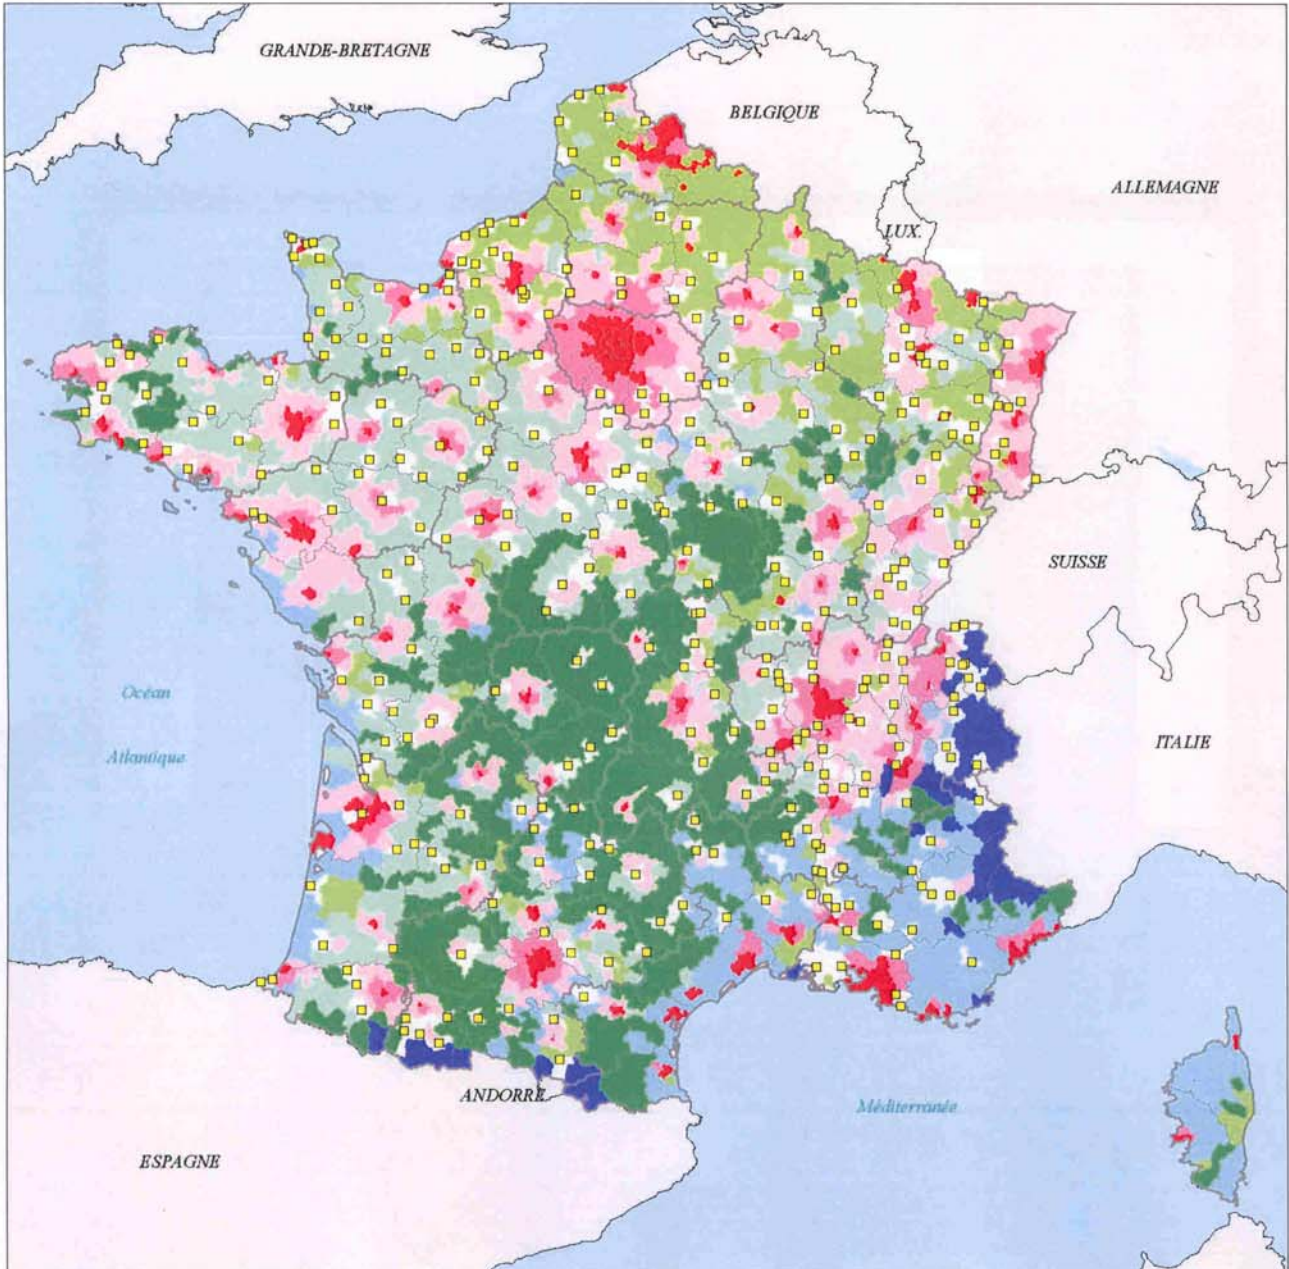 GRANDE-BRETAGNE
BELGIQUE
ALLEMAGNE
LUX.
SUISSE
Océan
Atlantique
ITALIE
ANDORRE
Méditerranée
ESPAGNE